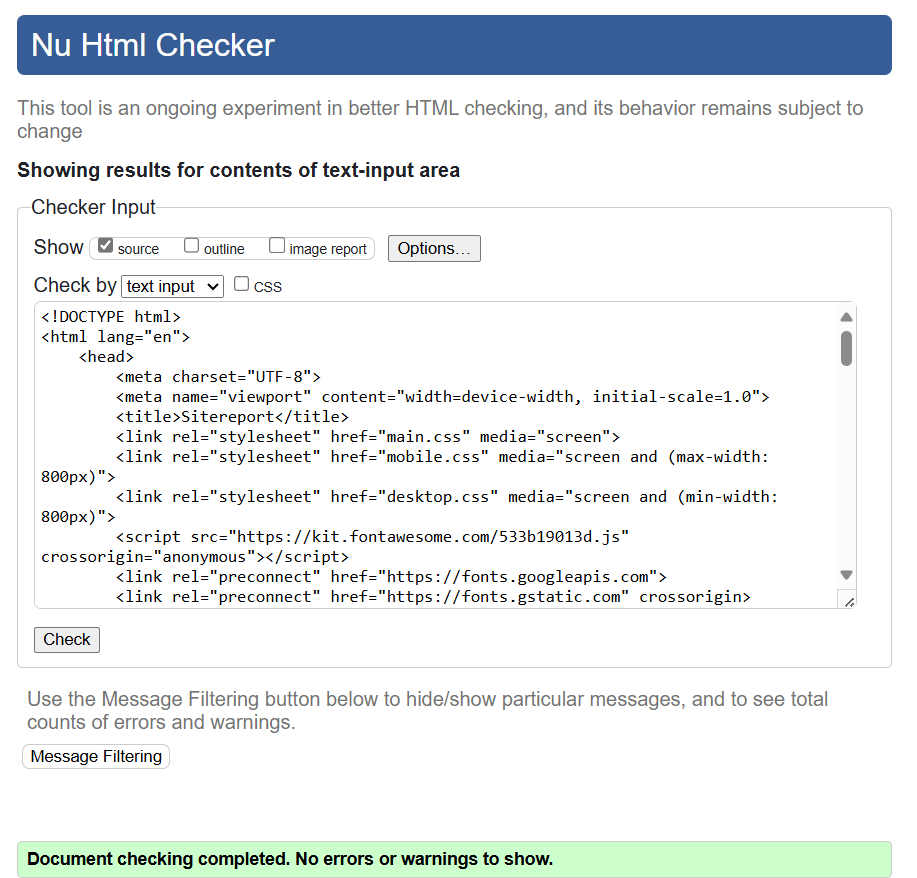 Nu Html Checker
This tool is an ongoing experiment in better HTML checking, and its behavior remains subject to
change
Showing results for contents of text-input area
Checker Input
Show source outline image report Options...
Check by text input CSS
<!DOCTYPE html>
<html lang="en">
    <head>
        <meta charset="UTF-8">
        <meta name="viewport" content="width=device-width, initial-scale=1.0">
        <title>Sitereport</title>
        <link rel="stylesheet" href="main.css" media="screen">
        <link rel="stylesheet" href="mobile.css" media="screen and (max-width:
800px)">
        <link rel="stylesheet" href="desktop.css" media="screen and (min-width:
800px)">
        <script src="https://kit.fontawesome.com/533b19013d.js"
crossorigin="anonymous"></script>
        <link rel="preconnect" href="https://fonts.googleapis.com">
        <link rel="preconnect" href="https://fonts.gstatic.com" crossorigin>
Check
Use the Message Filtering button below to hide/show particular messages, and to see total
counts of errors and warnings.
Message Filtering
Document checking completed. No errors or warnings to show.